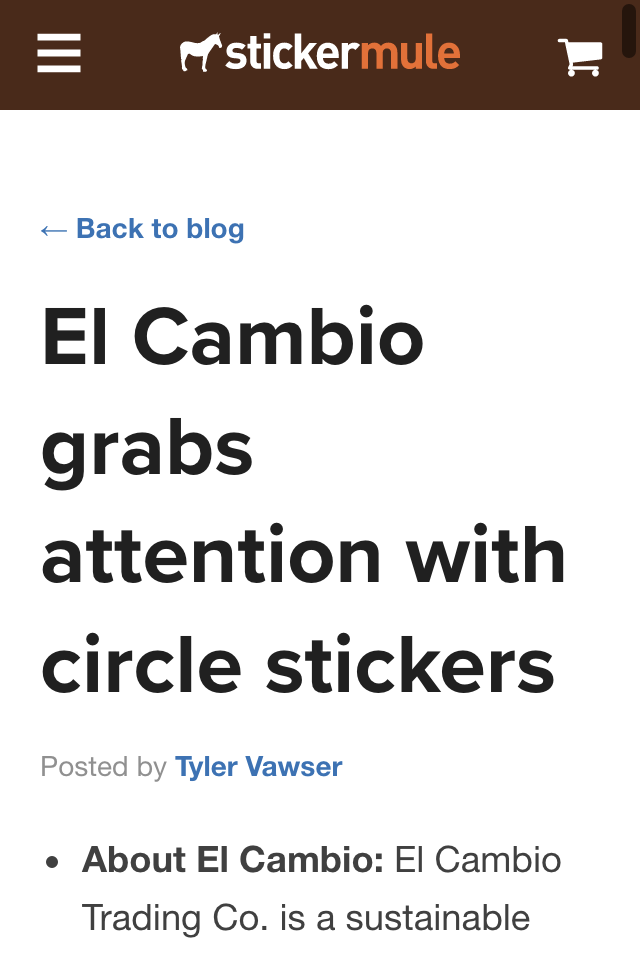 stickermule
← Back to blog
El Cambio
grabs
attention with
circle stickers
Posted by Tyler Vawser
• About El Cambio: El Cambio
Trading Co. is a sustainable